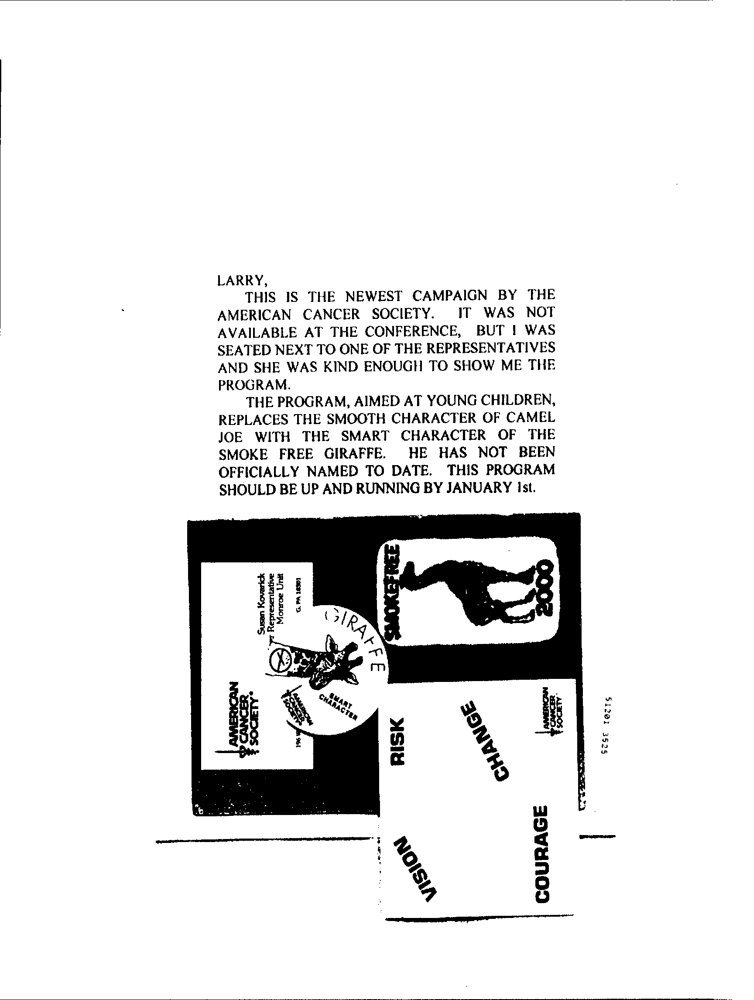 LARRY,
THIS IS THE NEWEST CAMPAIGN BY THE
AMERICAN CANCER SOCIETY. IT WAS NOT
AVAILABLE AT THE CONFERENCE, BUT I WAS
SEATED NEXT TO ONE OF THE REPRESENTATIVES
AND SHE WAS KIND ENOUGH TO SHOW ME THE
PROGRAM.
THE PROGRAM, AIMED AT YOUNG CHILDREN,
REPLACES THE SMOOTH CHARACTER OF CAMEL
JOE WITH THE SMART CHARACTER OF THE
SMOKE FREE GIRAFFE. HE HAS NOT BEEN
OFFICIALLY NAMED TO DATE. THIS PROGRAM
SHOULD BE UP AND RUNNING BY JANUARY 1st.
Susan Kovarick
Representative
Monroe Unit
G, PA 18301
AMERICAN
CANCER
SOCIETY®
196
GIRAFFE
SMART
CHARACTER
AMERICAN
CANCER
SOCIETY
SMOKEFREE
2000
RISK
CHANGE
AMERICAN
CANCER
SOCIETY
VISION
COURAGE
51201 3525